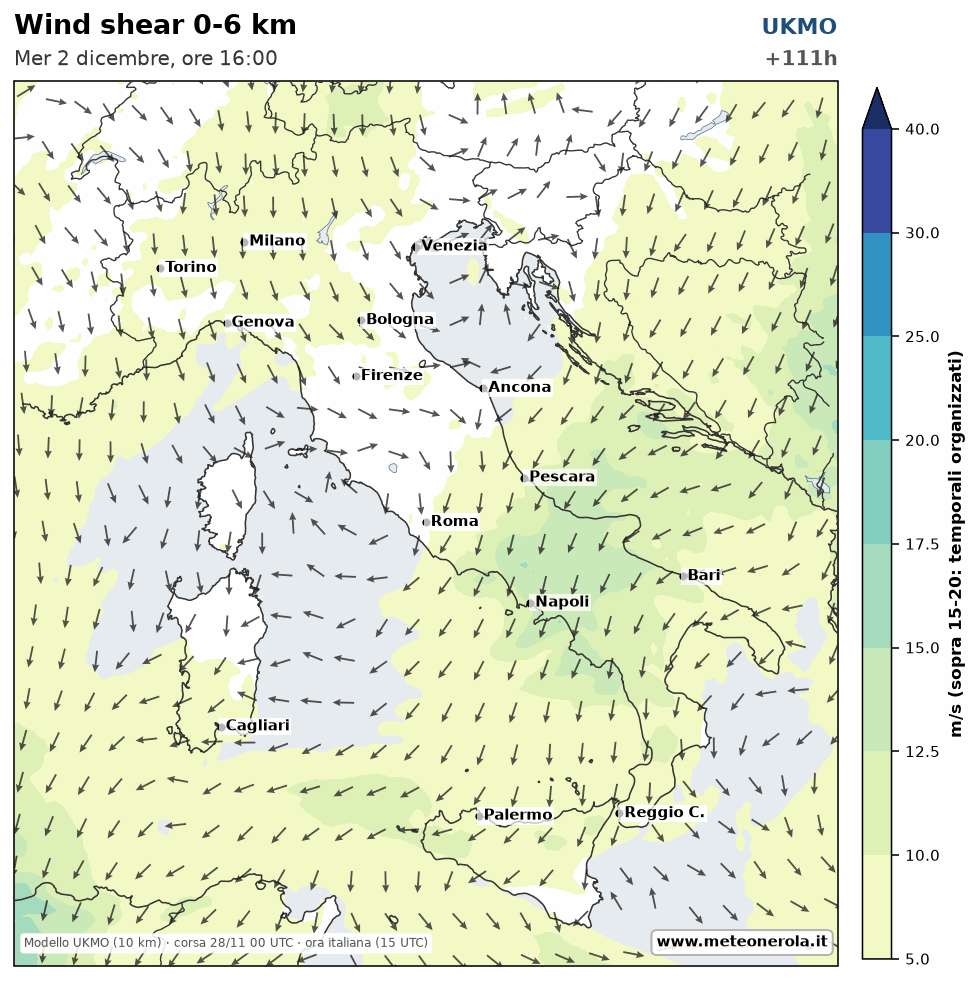 Wind shear 0-6 km
UKMO
Mer 2 dicembre, ore 16:00
+111h
Venezia
Milano
Torino
Genova
Bologna
Firenze
Ancona
Pescara
Roma
Bari
Napoli
Cagliari
Palermo
Reggio C.
40.0
30.0
25.0
20.0
17.5
15.0
12.5
10.0
5.0
m/s (sopra 15-20: temporali organizzati)
Modello UKMO (10 km) · corsa 28/11 00 UTC · ora italiana (15 UTC)
www.meteonerola.it